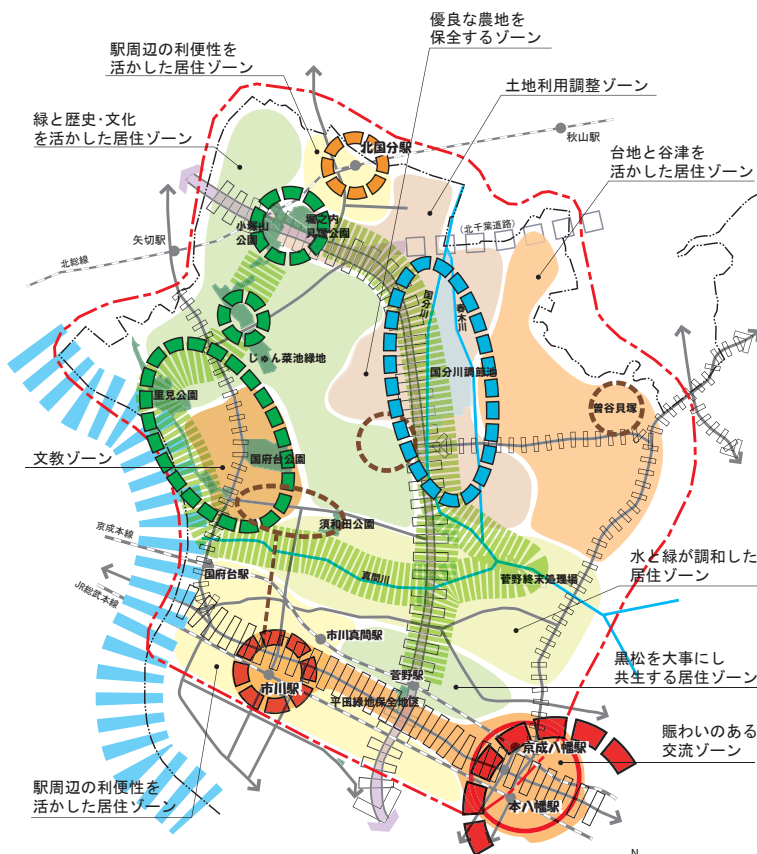 優良な農地を
保全するゾーン
駅周辺の利便性を
活かした居住ゾーン
土地利用調整ゾーン
緑と歴史・文化
を活かした居住ゾーン
秋山駅
北国分駅
台地と谷津を
活かした居住ゾーン
小塚山
公園
堀之内
貝塚公園
(北千葉道路)
矢切駅
北総線
国分川
春木川
じゅん菜池緑地
国分川調節池
里見公園
曽谷貝塚
文教ゾーン
国府台公園
須和田公園
京成本線
国府台駅
真間川
菅野終末処理場
水と緑が調和した
居住ゾーン
JR総武本線
市川真間駅
黒松を大事にし
共生する居住ゾーン
菅野駅
市川駅
平田緑地保全地区
賑わいのある
交流ゾーン
京成八幡駅
駅周辺の利便性を
活かした居住ゾーン
本八幡駅
N